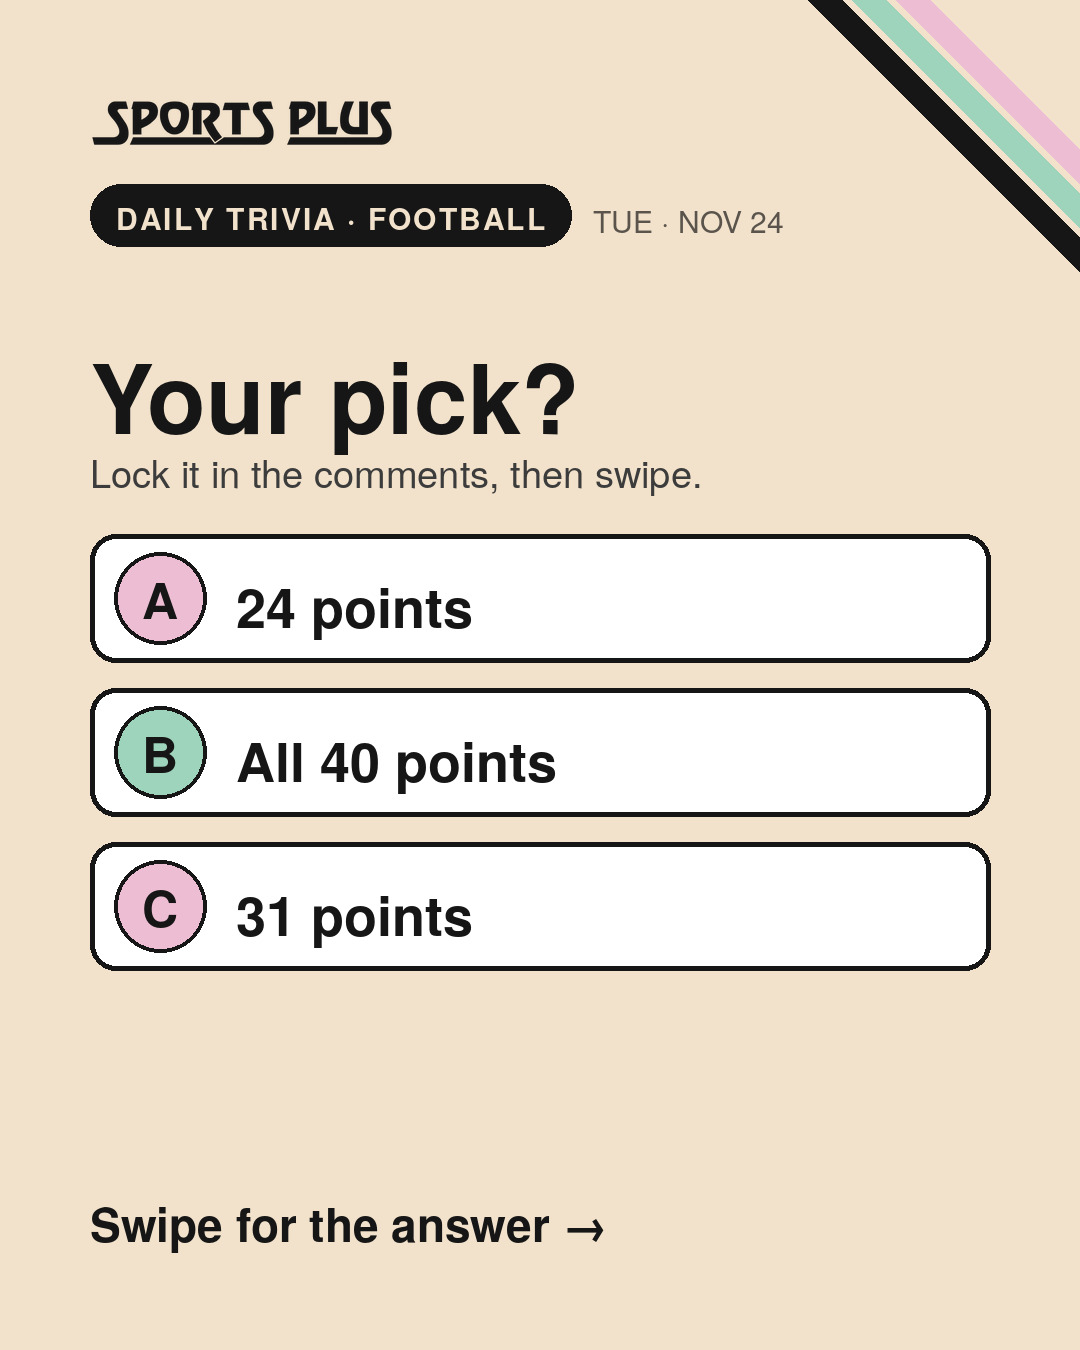 SPORTS PLUS
DAILY TRIVIA · FOOTBALL
TUE · NOV 24
Your pick?
Lock it in the comments, then swipe.
A 24 points
B All 40 points
C 31 points
Swipe for the answer →